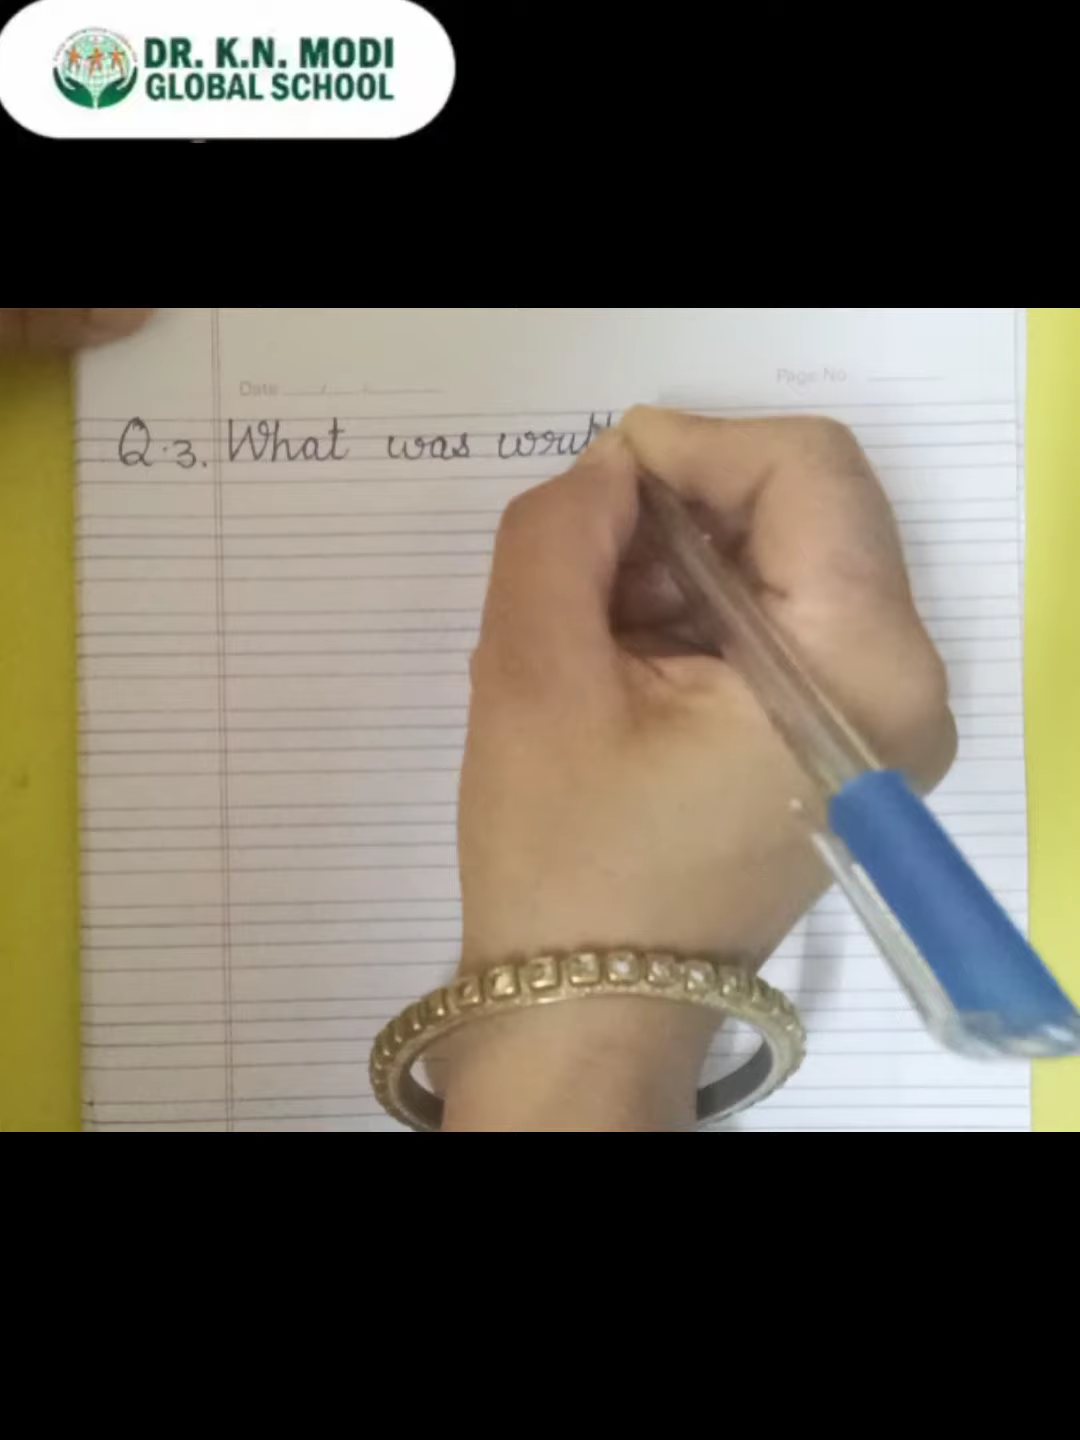 DR. K.N. MODI
GLOBAL SCHOOL
Date
Page No
Q.3. What was